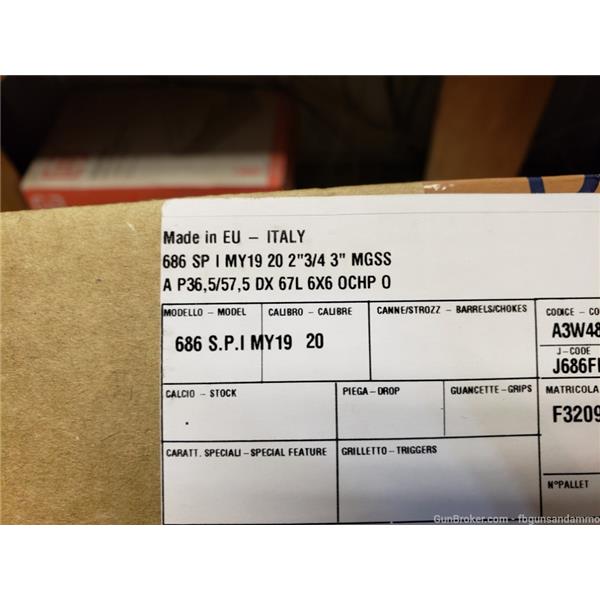 Made in EU – ITALY
686 SP I MY19 20 2"3/4 3" MGSS
A P36,5/57,5 DX 67L 6X6 OCHP O
MODELLO – MODEL CALIBRO – CALIBRE CANNE/STROZZ – BARRELS/CHOKES CODICE – CO
686 S.P.I MY19 20 A3W48
J–CODE
J686F
CALCIO – STOCK PIEGA–DROP GUANCETTE–GRIPS MATRICOLA
F3209
CARATT. SPECIALI–SPECIAL FEATURE GRILLETTO–TRIGGERS
N°PALLET
GunBroker.com - fbgunsandammo